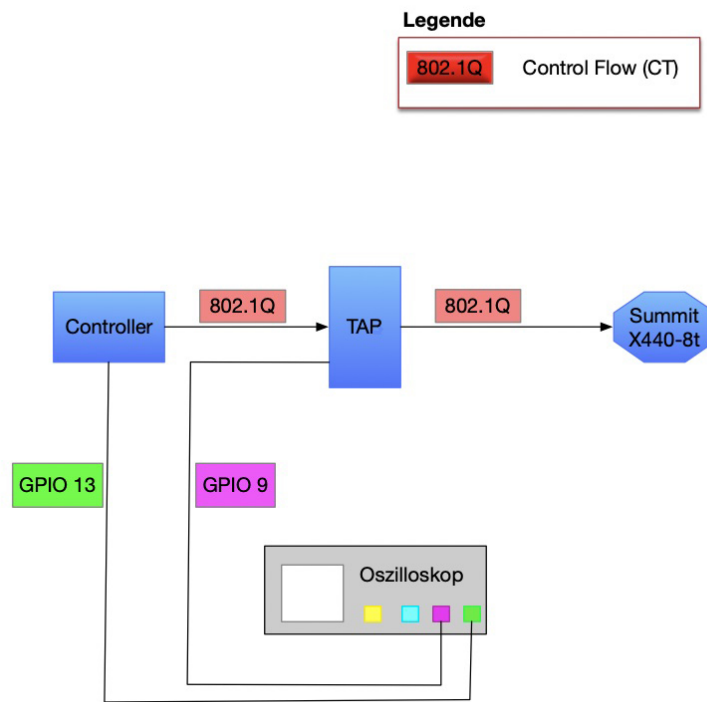 Legende
802.1Q
Control Flow (CT)
802.1Q
802.1Q
Controller
TAP
Summit
X440-8t
GPIO 13
GPIO 9
Oszilloskop